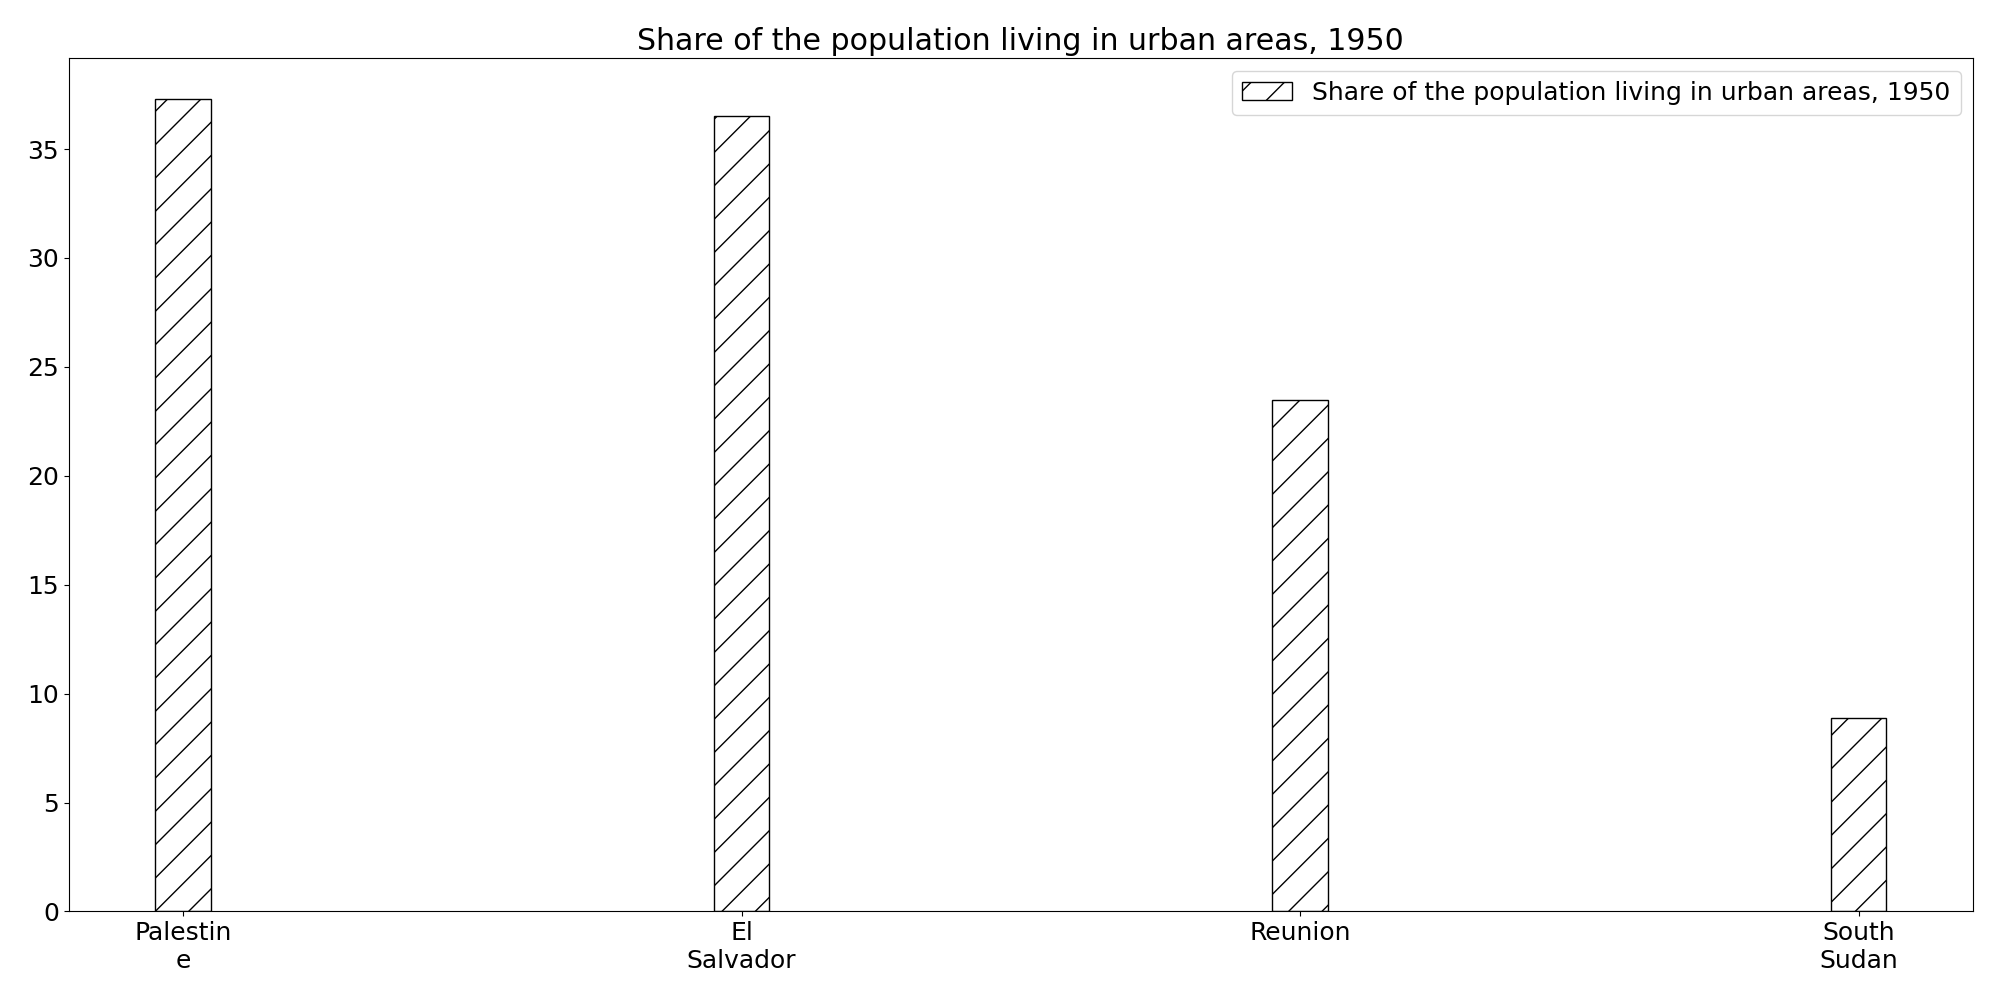 Share of the population living in urban areas, 1950
Share of the population living in urban areas, 1950
35
30
25
20
15
10
5
0
Palestin
e
El
Salvador
Reunion
South
Sudan